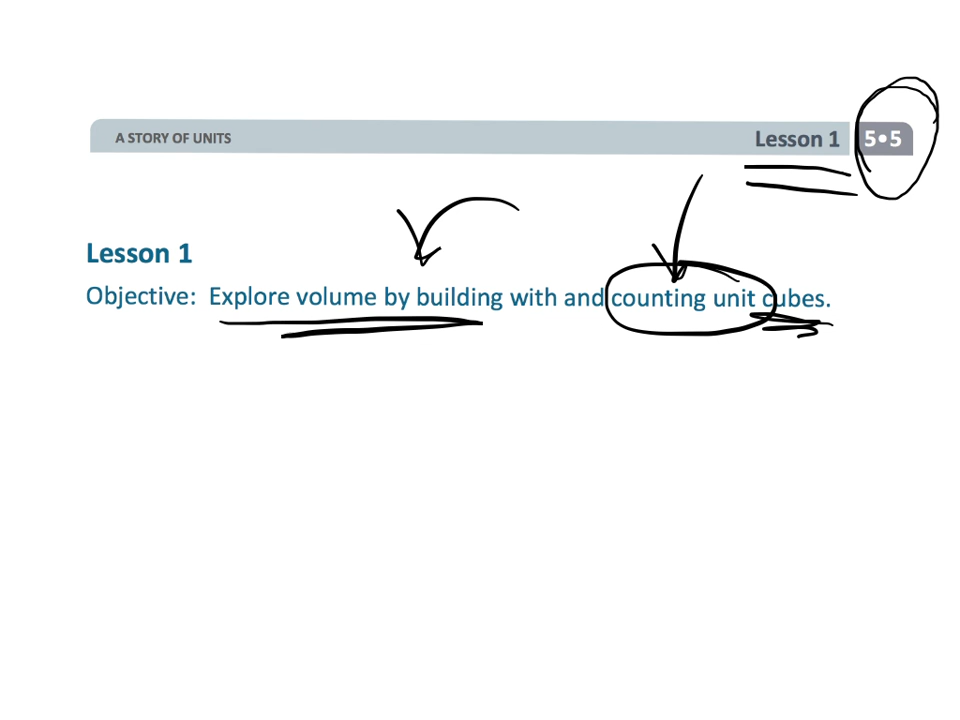 A STORY OF UNITS Lesson 1 5•5
Lesson 1
Objective: Explore volume by building with and counting unit cubes.